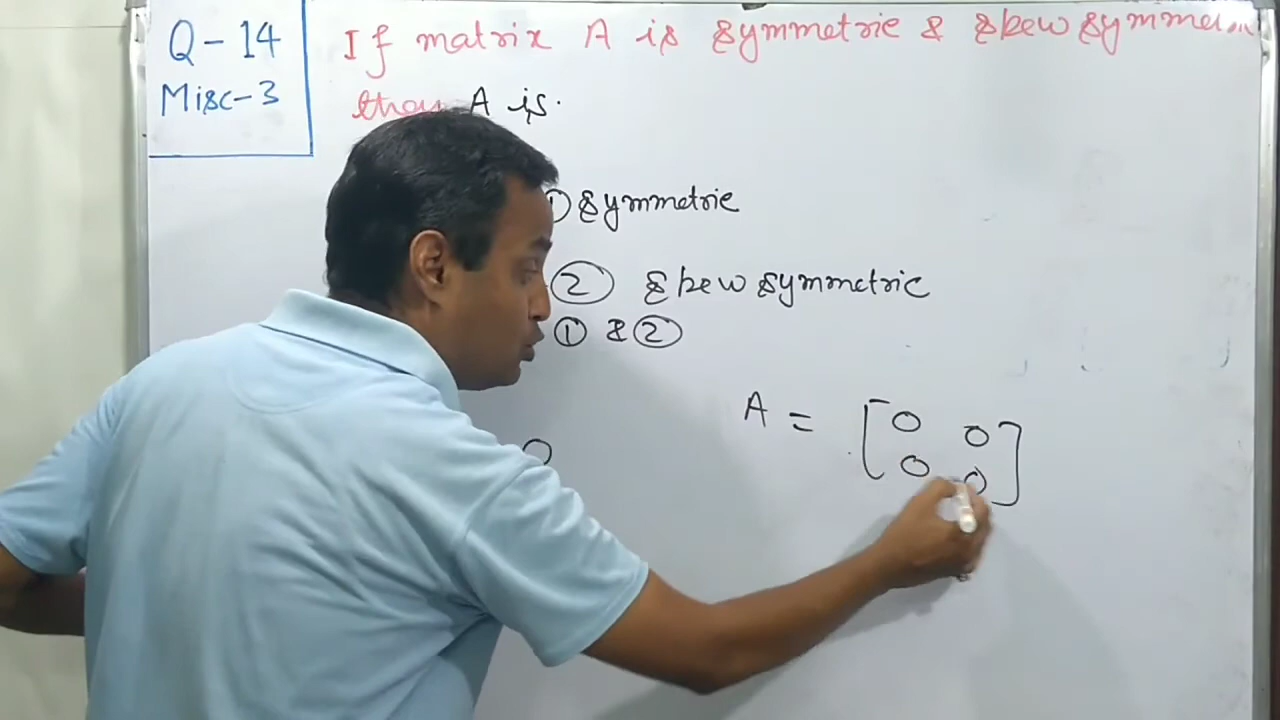 Q-14
Misc-3
If matrix A is symmetric & skew symmetric
then A is.
① symmetric
② skew symmetric
① & ②
0
A = [0 0
0 0]